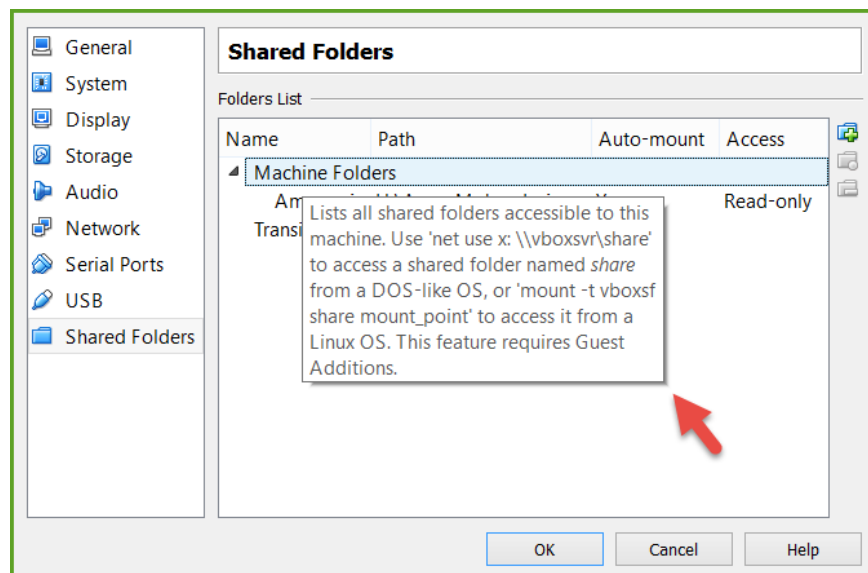 General
System
Display
Storage
Audio
Network
Serial Ports
USB
Shared Folders
Shared Folders
Folders List
Name Path Auto-mount Access
Machine Folders
Read-only
Lists all shared folders accessible to this
machine. Use 'net use x: \\vboxsvr\share'
to access a shared folder named share
from a DOS-like OS, or 'mount -t vboxsf
share mount_point' to access it from a
Linux OS. This feature requires Guest
Additions.
OK Cancel Help